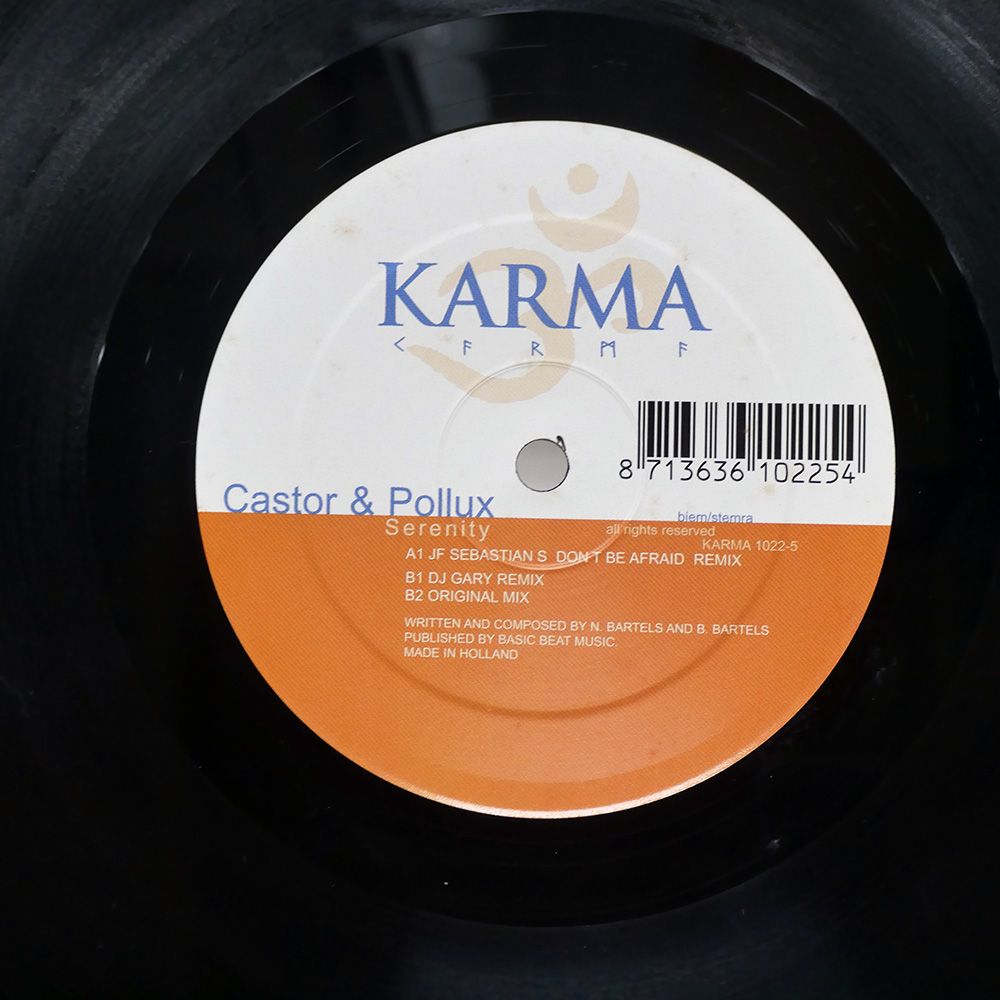 KARMA
ᚲ ᚨ ᚱ ᛗ ᚨ
8 713636 102254
Castor & Pollux
biem/stemra
Serenity
all rights reserved
KARMA 1022-5
A1 JF SEBASTIAN S DON T BE AFRAID REMIX
B1 DJ GARY REMIX
B2 ORIGINAL MIX
WRITTEN AND COMPOSED BY N. BARTELS AND B. BARTELS
PUBLISHED BY BASIC BEAT MUSIC.
MADE IN HOLLAND